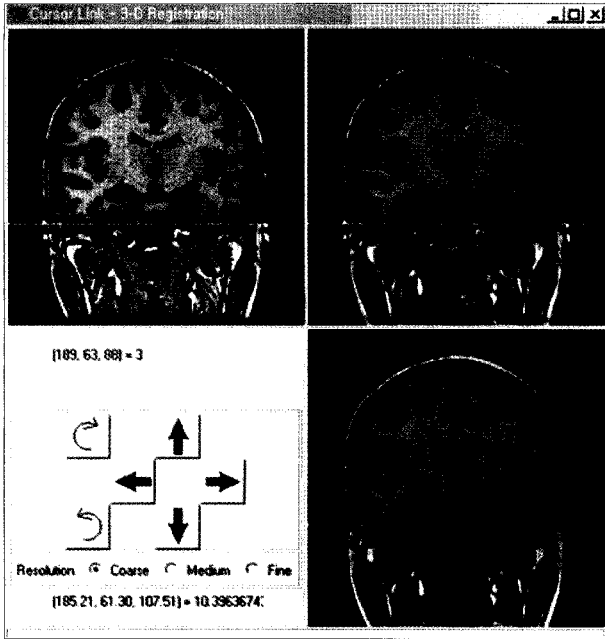 Cursor Link - 3-D Registration
(189, 63, 88) = 3
Resolution Coarse Medium Fine
(185.21, 61.30, 107.51) = 10.3963674